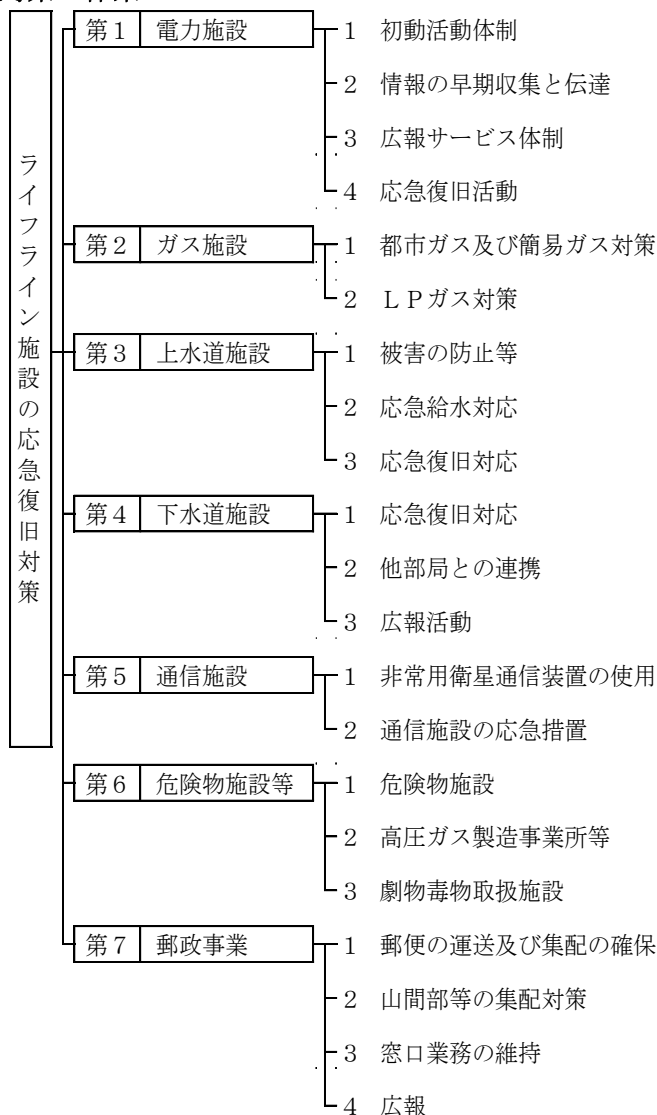 ライフライン施設の応急復旧対策
第１ 電力施設
１ 初動活動体制
２ 情報の早期収集と伝達
３ 広報サービス体制
４ 応急復旧活動
第２ ガス施設
１ 都市ガス及び簡易ガス対策
２ ＬＰガス対策
第３ 上水道施設
１ 被害の防止等
２ 応急給水対応
３ 応急復旧対応
第４ 下水道施設
１ 応急復旧対応
２ 他部局との連携
３ 広報活動
第５ 通信施設
１ 非常用衛星通信装置の使用
２ 通信施設の応急措置
第６ 危険物施設等
１ 危険物施設
２ 高圧ガス製造事業所等
３ 劇物毒物取扱施設
第７ 郵政事業
１ 郵便の運送及び集配の確保
２ 山間部等の集配対策
３ 窓口業務の維持
４ 広報